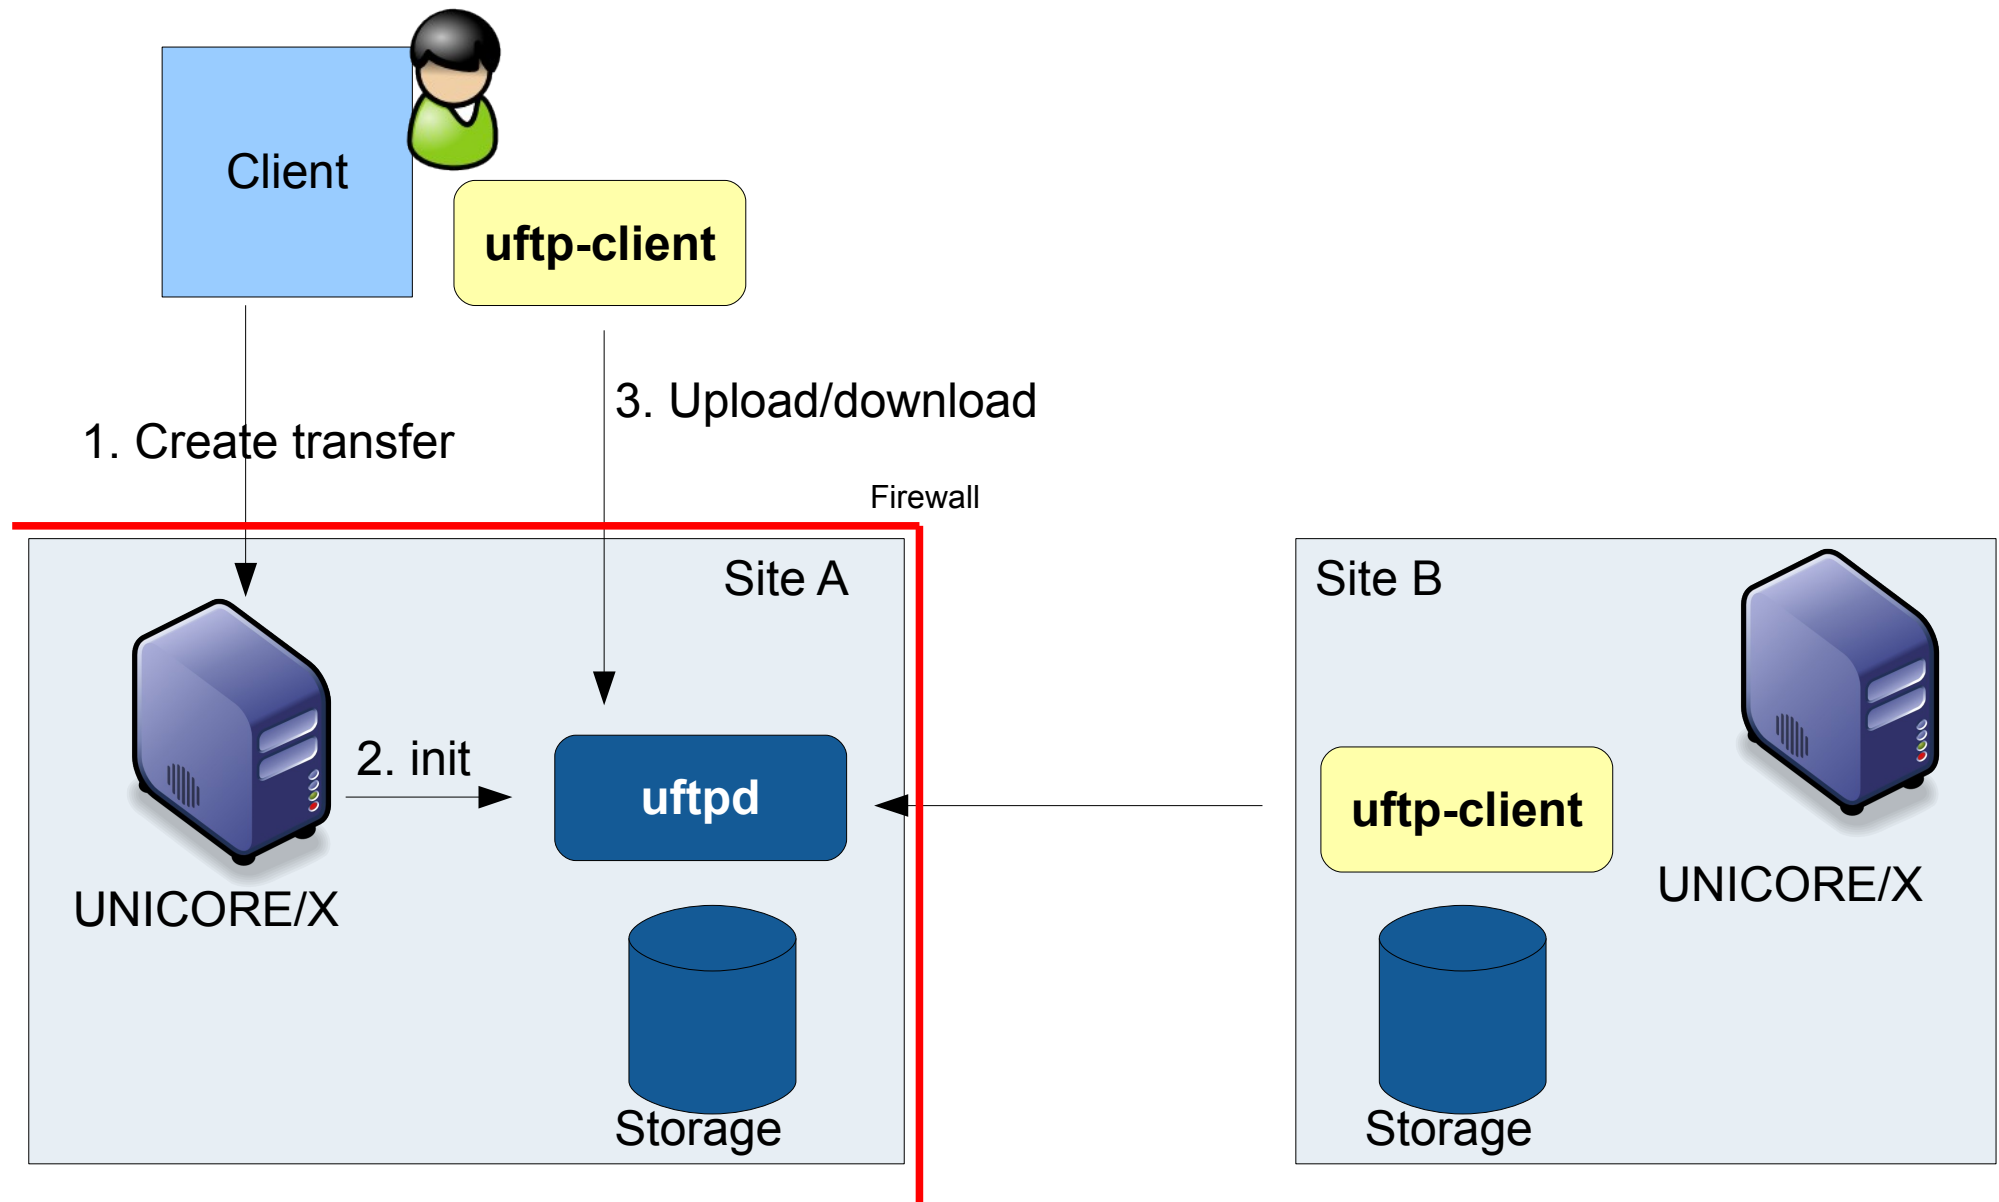 Client
uftp-client
3. Upload/download
1. Create transfer
Firewall
Site A
Site B
2. init
uftpd
uftp-client
UNICORE/X
UNICORE/X
Storage
Storage